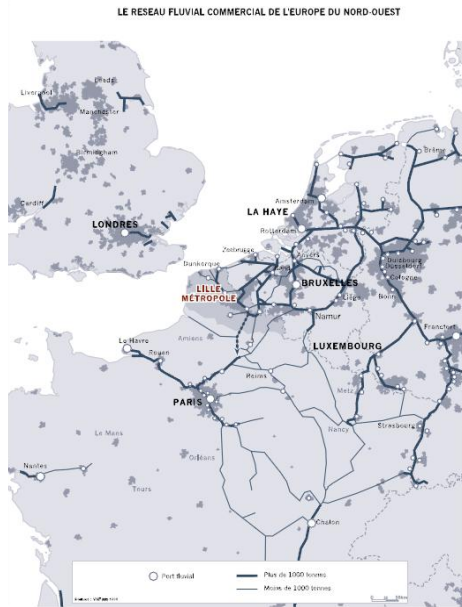 LE RESEAU FLUVIAL COMMERCIAL DE L'EUROPE DU NORD-OUEST
Leeds
Liverpool
Manchester
Birmingham
Cardiff
LONDRES
Brême
Amsterdam
LA HAYE
Rotterdam
Zeebrugge
Anvers
Dunkerque
Gand
Duisbourg
Dusseldorf
Cologne
BRUXELLES
LILLE
MÉTROPOLE
Liège
Bonn
Namur
Francfort
LUXEMBOURG
Amiens
Le Havre
Rouen
Reims
Metz
PARIS
Nancy
Strasbourg
Le Mans
Orléans
Nantes
Tours
Chalon
Port fluvial
Plus de 1000 tonnes
Moins de 1000 tonnes